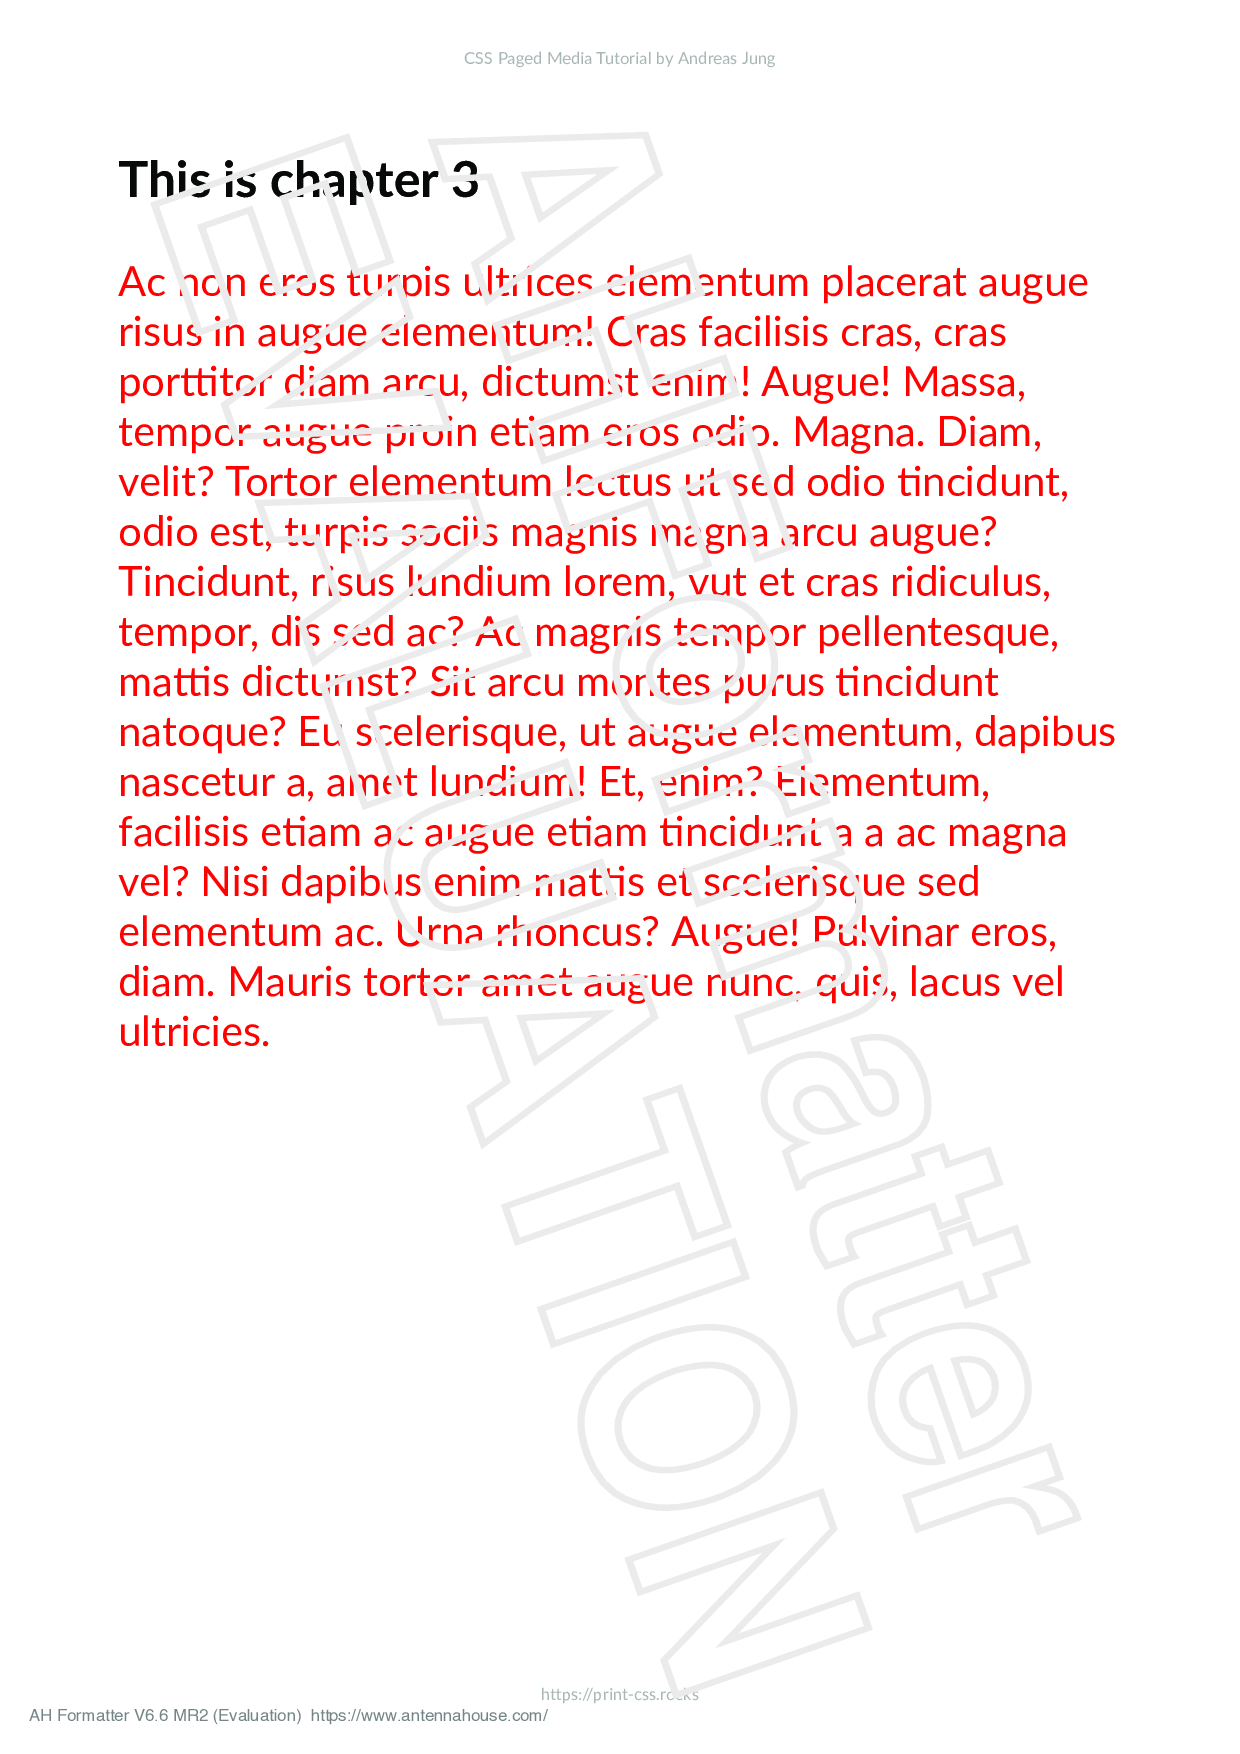 CSS Paged Media Tutorial by Andreas Jung
This is chapter 3
Ac non eros turpis ultrices elementum placerat augue
risus in augue elementum! Cras facilisis cras, cras
porttitor diam arcu, dictumst enim! Augue! Massa,
tempor augue proin etiam eros odio. Magna. Diam,
velit? Tortor elementum lectus ut sed odio tincidunt,
odio est, turpis sociis magnis magna arcu augue?
Tincidunt, risus lundium lorem, vut et cras ridiculus,
tempor, dis sed ac? Ac magnis tempor pellentesque,
mattis dictumst? Sit arcu montes purus tincidunt
natoque? Eu scelerisque, ut augue elementum, dapibus
nascetur a, amet lundium! Et, enim? Elementum,
facilisis etiam ac augue etiam tincidunt a a ac magna
vel? Nisi dapibus enim mattis et scelerisque sed
elementum ac. Urna rhoncus? Augue! Pulvinar eros,
diam. Mauris tortor amet augue nunc, quis, lacus vel
ultricies.
AHFormatter
EVALUATION
https://print-css.rocks
AH Formatter V6.6 MR2 (Evaluation) https://www.antennahouse.com/